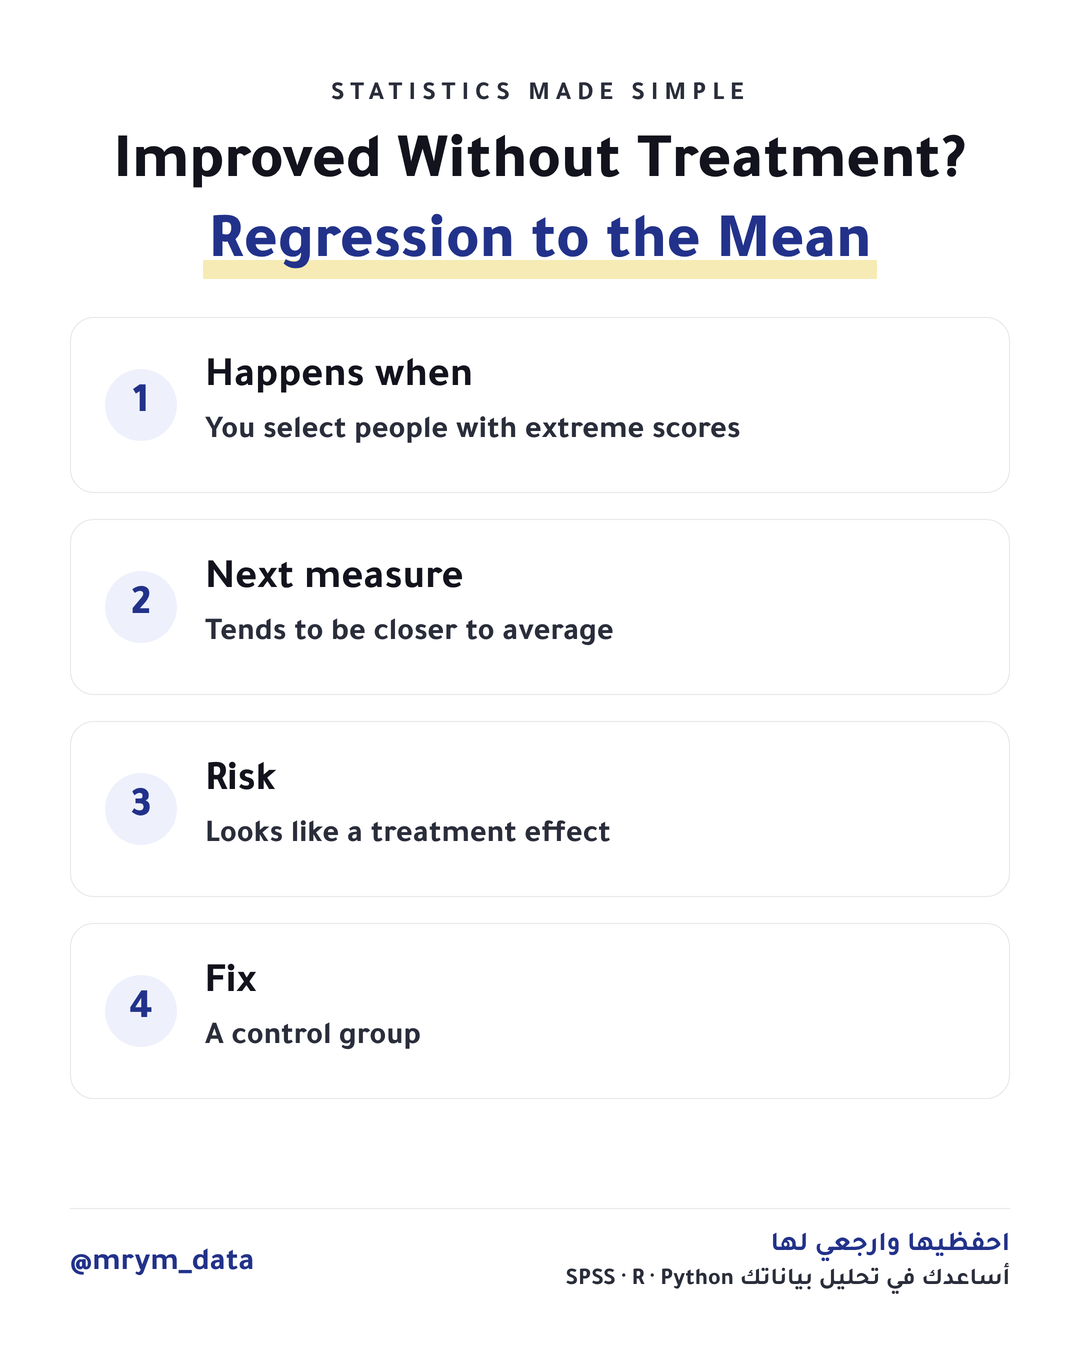 STATISTICS MADE SIMPLE
Improved Without Treatment?
Regression to the Mean
1
Happens when
You select people with extreme scores
2
Next measure
Tends to be closer to average
3
Risk
Looks like a treatment effect
4
Fix
A control group
@mrym_data
احفظيها وارجعي لها
أساعدك في تحليل بياناتك SPSS · R · Python